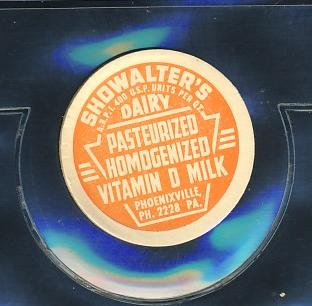 SHOWALTER'S
A.R.P.I. 400 U.S.P. UNITS PER QT.
DAIRY
PASTEURIZED
HOMOGENIZED
VITAMIN D MILK
PHOENIXVILLE,
PH. 2228 PA.